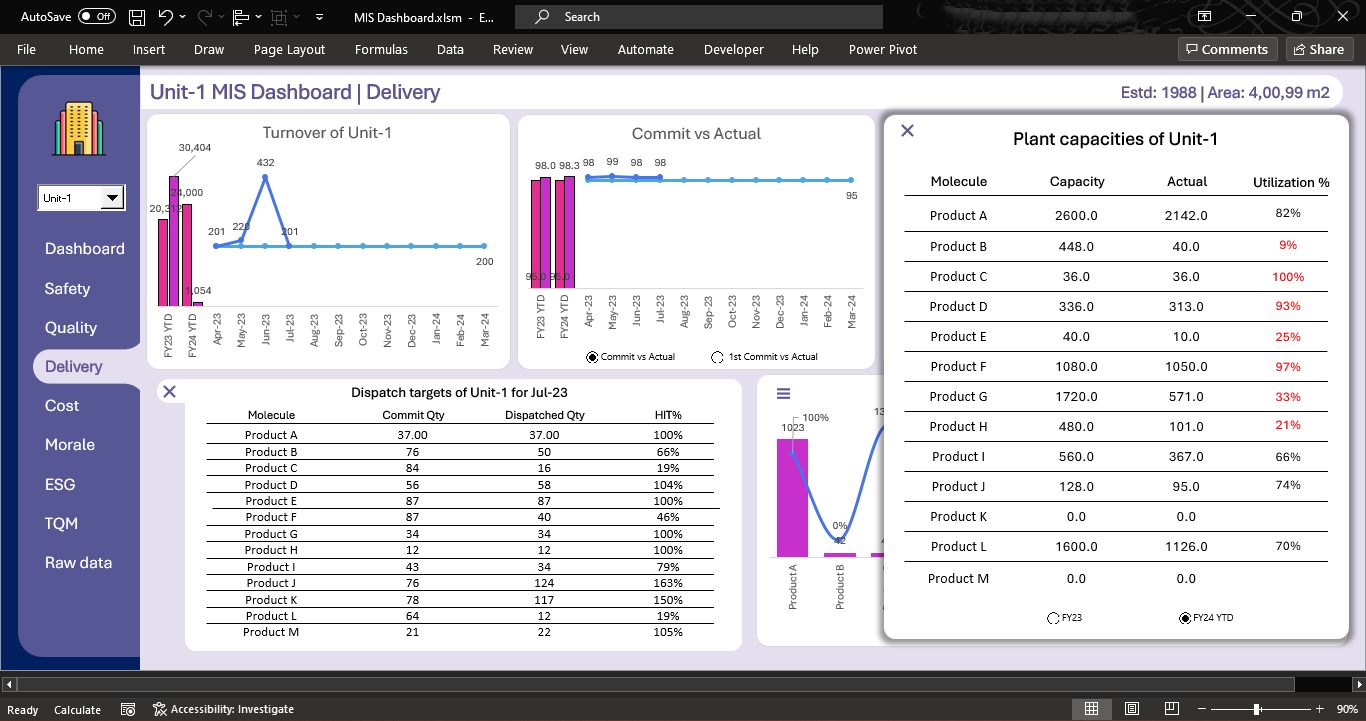 AutoSave Off MIS Dashboard.xlsm - E... Search
File Home Insert Draw Page Layout Formulas Data Review View Automate Developer Help Power Pivot Comments Share
Unit-1 MIS Dashboard | Delivery
Estd: 1988 | Area: 4,00,99 m2
Unit-1
Dashboard
Safety
Quality
Delivery
Cost
Morale
ESG
TQM
Raw data
Turnover of Unit-1
30,404
432
24,000
20,312
201 220 201
200
1,054
FY23 YTD FY24 YTD Apr-23 May-23 Jun-23 Jul-23 Aug-23 Sep-23 Oct-23 Nov-23 Dec-23 Jan-24 Feb-24 Mar-24
Commit vs Actual
98.0 98.3 98 99 98 98
95
95.0 95.0
FY23 YTD FY24 YTD Apr-23 May-23 Jun-23 Jul-23 Aug-23 Sep-23 Oct-23 Nov-23 Dec-23 Jan-24 Feb-24 Mar-24
Commit vs Actual 1st Commit vs Actual
Dispatch targets of Unit-1 for Jul-23
Molecule Commit Qty Dispatched Qty HIT%
Product A 37.00 37.00 100%
Product B 76 50 66%
Product C 84 16 19%
Product D 56 58 104%
Product E 87 87 100%
Product F 87 40 46%
Product G 34 34 100%
Product H 12 12 100%
Product I 43 34 79%
Product J 76 124 163%
Product K 78 117 150%
Product L 64 12 19%
Product M 21 22 105%
100%
1023
0%
42
Product A Product B
Plant capacities of Unit-1
Molecule Capacity Actual Utilization %
Product A 2600.0 2142.0 82%
Product B 448.0 40.0 9%
Product C 36.0 36.0 100%
Product D 336.0 313.0 93%
Product E 40.0 10.0 25%
Product F 1080.0 1050.0 97%
Product G 1720.0 571.0 33%
Product H 480.0 101.0 21%
Product I 560.0 367.0 66%
Product J 128.0 95.0 74%
Product K 0.0 0.0
Product L 1600.0 1126.0 70%
Product M 0.0 0.0
FY23 FY24 YTD
Ready Calculate Accessibility: Investigate 90%